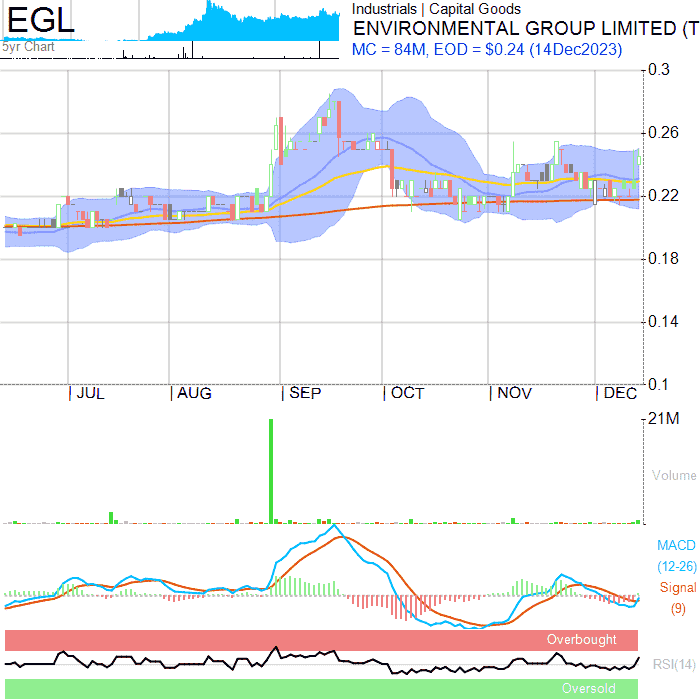 EGL
5yr Chart
Industrials | Capital Goods
ENVIRONMENTAL GROUP LIMITED (T
MC = 84M, EOD = $0.24 (14Dec2023)
0.3
0.26
0.22
0.18
0.14
0.1
JUL AUG SEP OCT NOV DEC
21M
Volume
MACD
(12-26)
Signal
(9)
Overbought
RSI(14)
Oversold